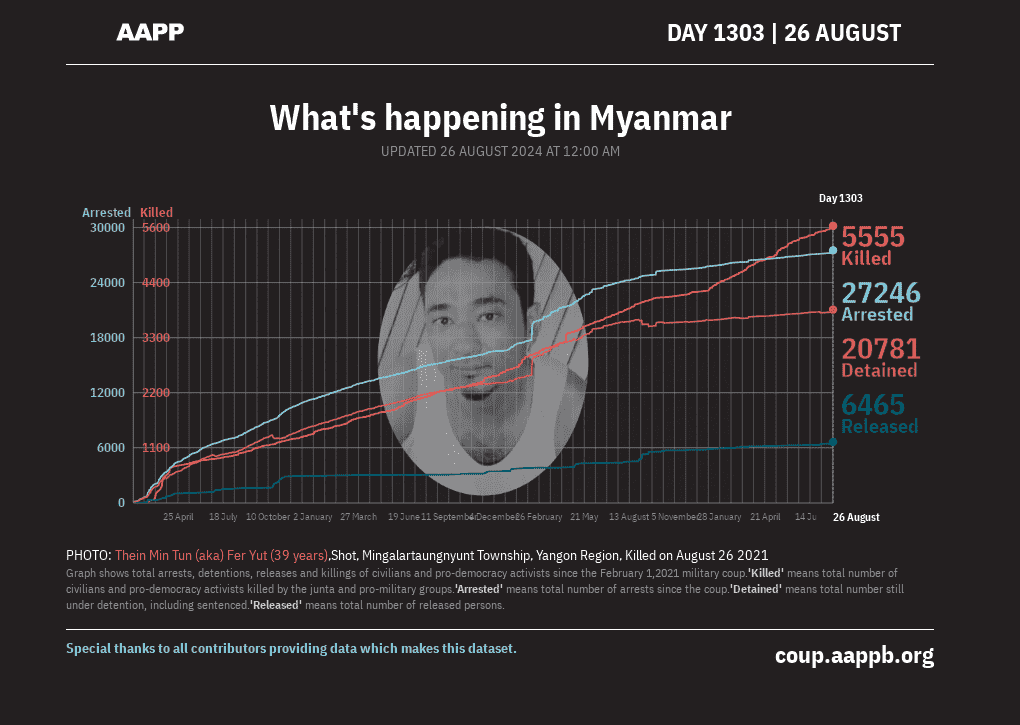 AAPP
DAY 1303 | 26 AUGUST
What's happening in Myanmar
UPDATED 26 AUGUST 2024 AT 12:00 AM
Day 1303
Arrested Killed
30000 5600
24000 4400
18000 3300
12000 2200
6000 1100
0
5555
Killed
27246
Arrested
20781
Detained
6465
Released
25 April 18 July 10 October 2 January 27 March 19 June 11 September 4 December 26 February 21 May 13 August 5 November 28 January 21 April 14 Ju 26 August
PHOTO: Thein Min Tun (aka) Fer Yut (39 years),Shot, Mingalartaungnyunt Township, Yangon Region, Killed on August 26 2021
Graph shows total arrests, detentions, releases and killings of civilians and pro-democracy activists since the February 1,2021 military coup.'Killed' means total number of
civilians and pro-democracy activists killed by the junta and pro-military groups.'Arrested' means total number of arrests since the coup.'Detained' means total number still
under detention, including sentenced.'Released' means total number of released persons.
Special thanks to all contributors providing data which makes this dataset.
coup.aappb.org